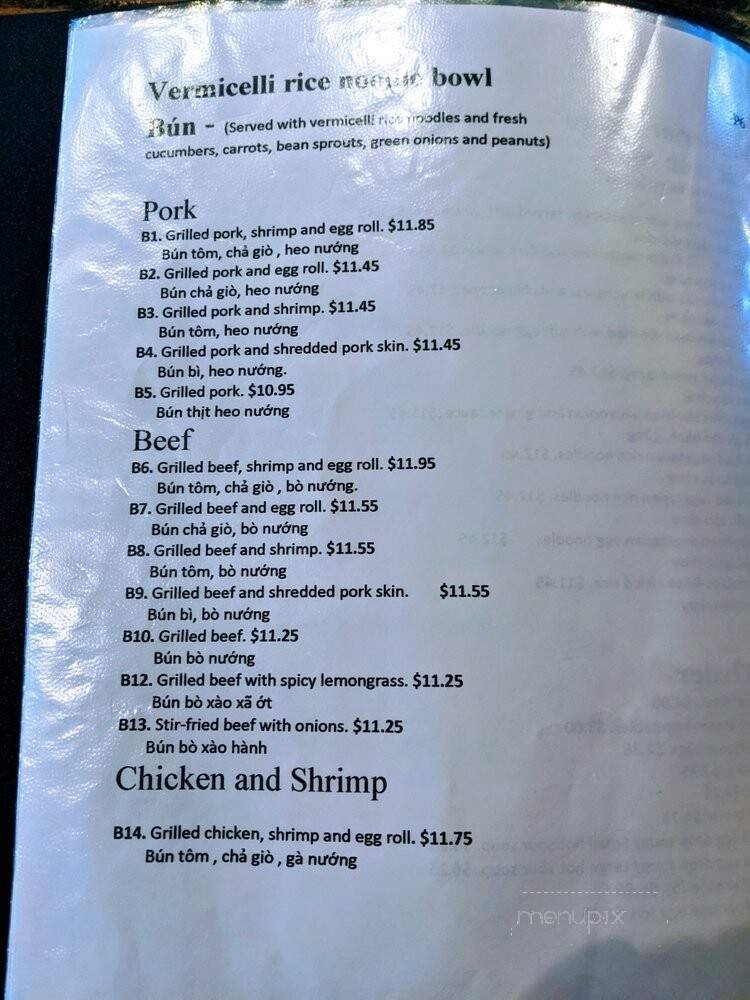 Vermicelli rice noodle bowl
Bún - (Served with vermicelli rice noodles and fresh
cucumbers, carrots, bean sprouts, green onions and peanuts)
Pork
B1. Grilled pork, shrimp and egg roll. $11.85
Bún tôm, chả giò , heo nướng
B2. Grilled pork and egg roll. $11.45
Bún chả giò, heo nướng
B3. Grilled pork and shrimp. $11.45
Bún tôm, heo nướng
B4. Grilled pork and shredded pork skin. $11.45
Bún bì, heo nướng.
B5. Grilled pork. $10.95
Bún thịt heo nướng
Beef
B6. Grilled beef, shrimp and egg roll. $11.95
Bún tôm, chả giò , bò nướng.
B7. Grilled beef and egg roll. $11.55
Bún chả giò, bò nướng
B8. Grilled beef and shrimp. $11.55
Bún tôm, bò nướng
B9. Grilled beef and shredded pork skin. $11.55
Bún bì, bò nướng
B10. Grilled beef. $11.25
Bún bò nướng
B12. Grilled beef with spicy lemongrass. $11.25
Bún bò xào xã ớt
B13. Stir-fried beef with onions. $11.25
Bún bò xào hành
Chicken and Shrimp
B14. Grilled chicken, shrimp and egg roll. $11.75
Bún tôm , chả giò , gà nướng
menupix